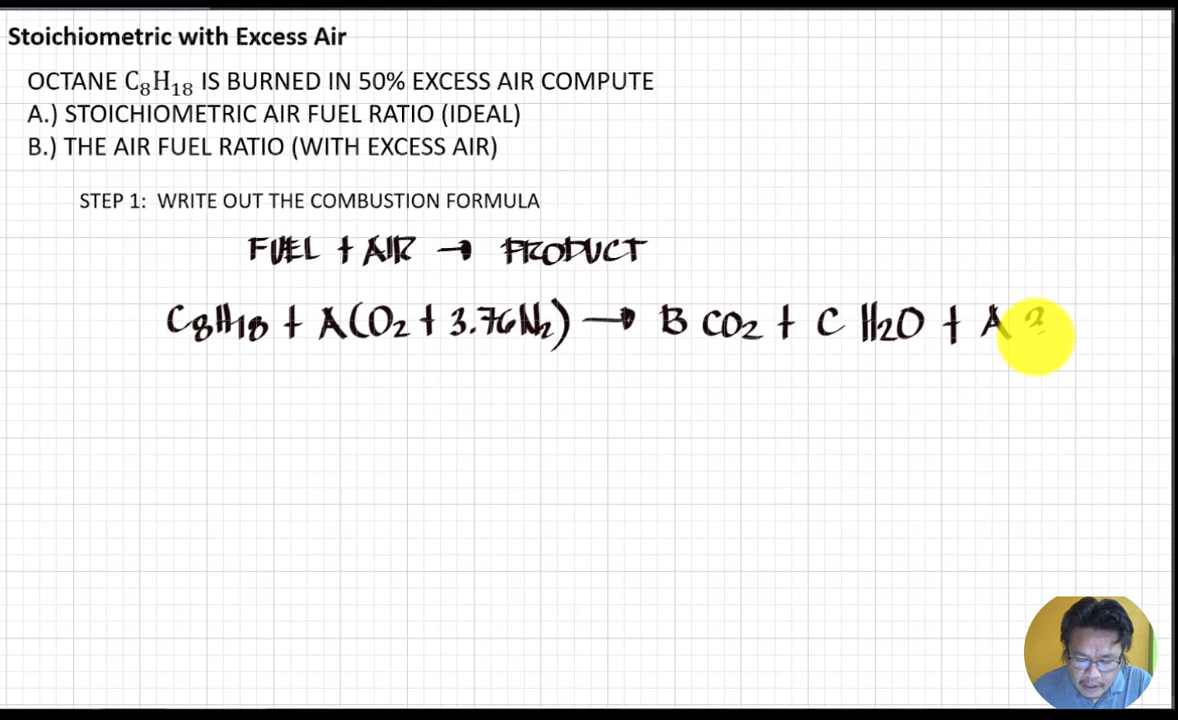 Stoichiometric with Excess Air
OCTANE C₈H₁₈ IS BURNED IN 50% EXCESS AIR COMPUTE
A.) STOICHIOMETRIC AIR FUEL RATIO (IDEAL)
B.) THE AIR FUEL RATIO (WITH EXCESS AIR)
STEP 1: WRITE OUT THE COMBUSTION FORMULA
FUEL + AIR → PRODUCT
C₈H₁₈ + A(O₂ + 3.76N₂) → B CO₂ + C H₂O + A